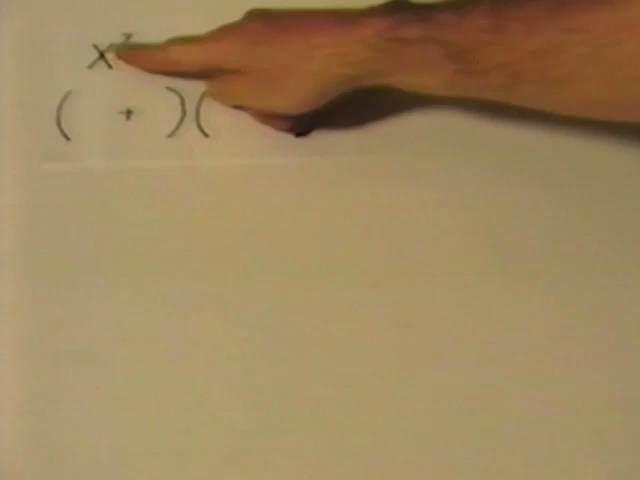 x²
( + )(